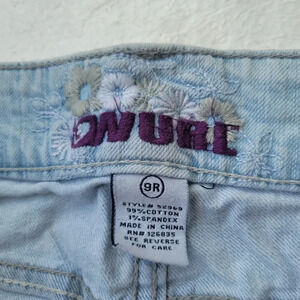 9R
STYLE# 52969
99% COTTON
1% SPANDEX
MADE IN CHINA
RN# 126835
SEE REVERSE
FOR CARE